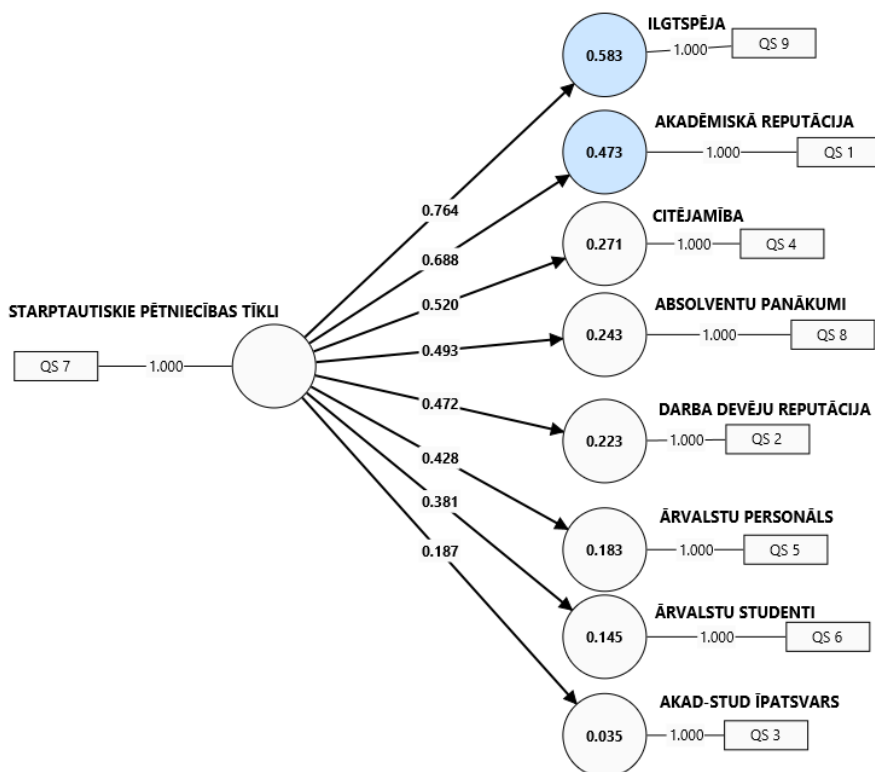 ILGTSPĒJA
0.583
1.000
QS 9
AKADĒMISKĀ REPUTĀCIJA
0.473
1.000
QS 1
0.764
CITĒJAMĪBA
0.688
0.271
1.000
QS 4
0.520
STARPTAUTISKIE PĒTNIECĪBAS TĪKLI
ABSOLVENTU PANĀKUMI
0.493
0.243
1.000
QS 8
QS 7
1.000
0.472
DARBA DEVĒJU REPUTĀCIJA
0.223
1.000
QS 2
0.428
0.381
ĀRVALSTU PERSONĀLS
0.187
0.183
1.000
QS 5
ĀRVALSTU STUDENTI
0.145
1.000
QS 6
AKAD-STUD ĪPATSVARS
0.035
1.000
QS 3